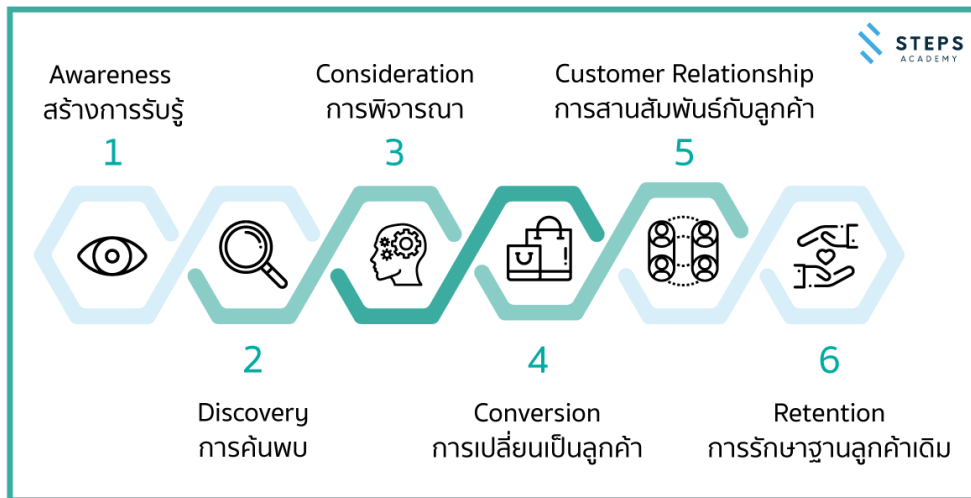 STEPS
ACADEMY
Awareness
สร้างการรับรู้
1
2
Discovery
การค้นพบ
Consideration
การพิจารณา
3
4
Conversion
การเปลี่ยนเป็นลูกค้า
Customer Relationship
การสานสัมพันธ์กับลูกค้า
5
6
Retention
การรักษาฐานลูกค้าเดิม